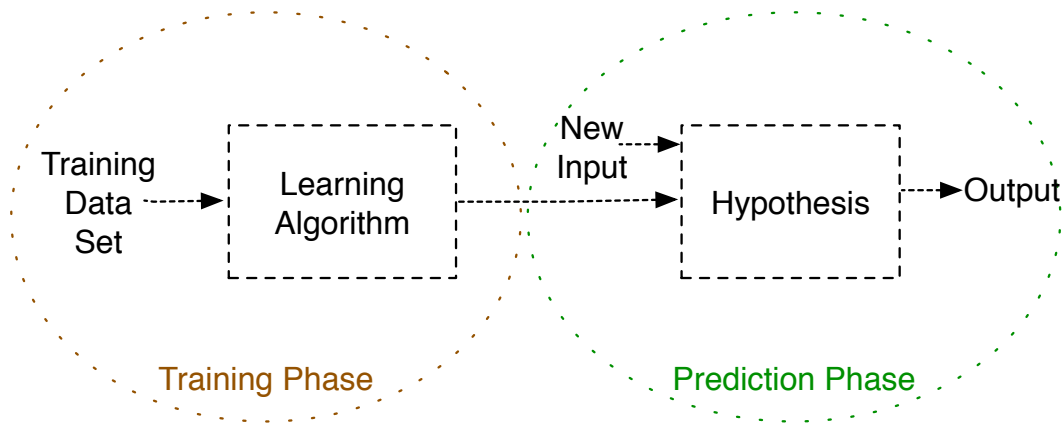 Training
Data
Set
Learning
Algorithm
New
Input
Hypothesis
Output
Training Phase
Prediction Phase